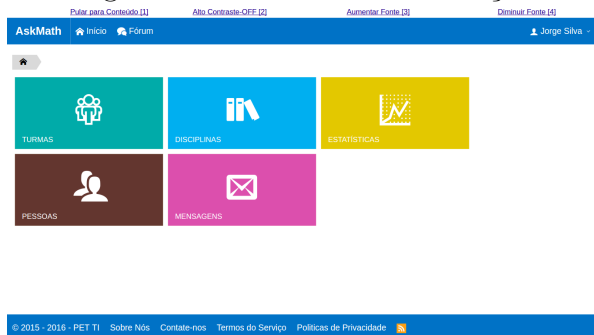 Pular para Conteúdo [1] Alto Contraste-OFF [2] Aumentar Fonte [3] Diminuir Fonte [4]
AskMath Início Fórum Jorge Silva
TURMAS DISCIPLINAS ESTATÍSTICAS
PESSOAS MENSAGENS
© 2015 - 2016 - PET TI Sobre Nós Contate-nos Termos do Serviço Politicas de Privacidade